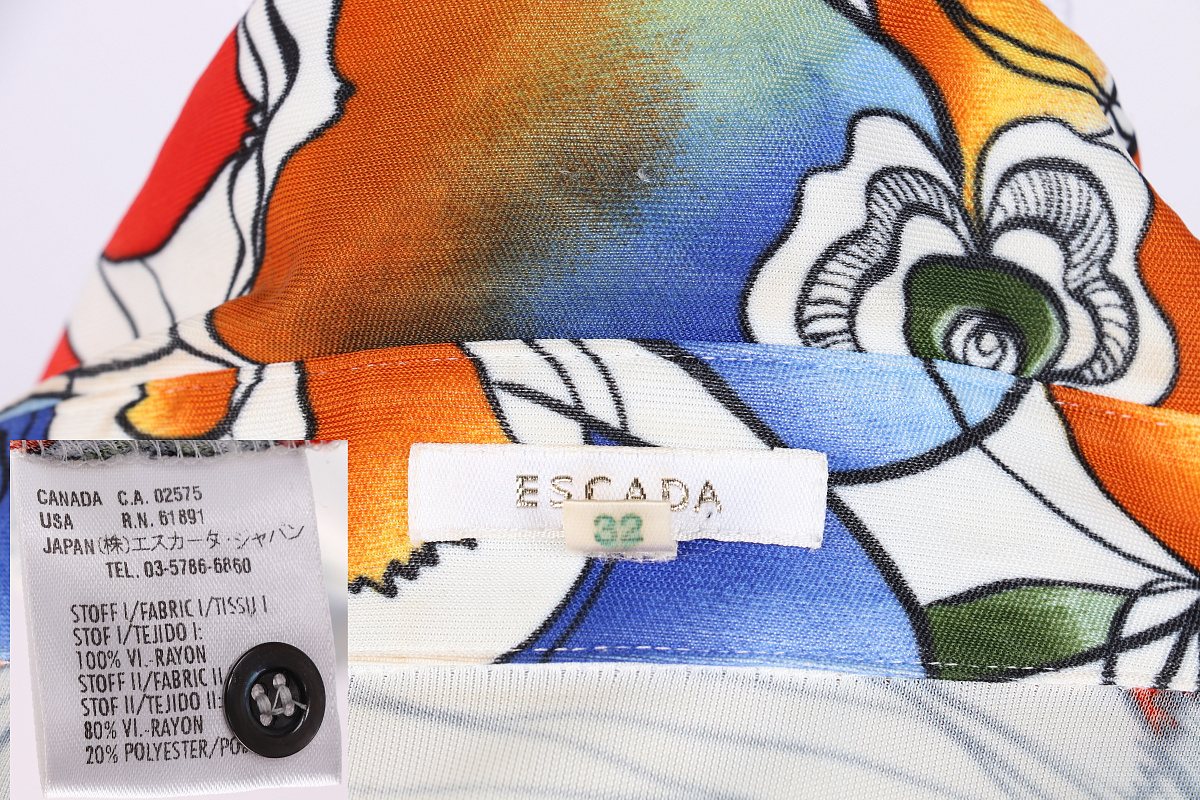 ESCADA
32
CANADA C.A. 02575
USA R.N. 61891
JAPAN (株)エスカーダ・ジャパン
TEL. 03-5786-6860
STOFF I/FABRIC I/TISSU I
STOF I/TEJIDO I:
100% VI.-RAYON
STOFF II/FABRIC II
STOF II/TEJIDO II:
80% VI.-RAYON
20% POLYESTER/